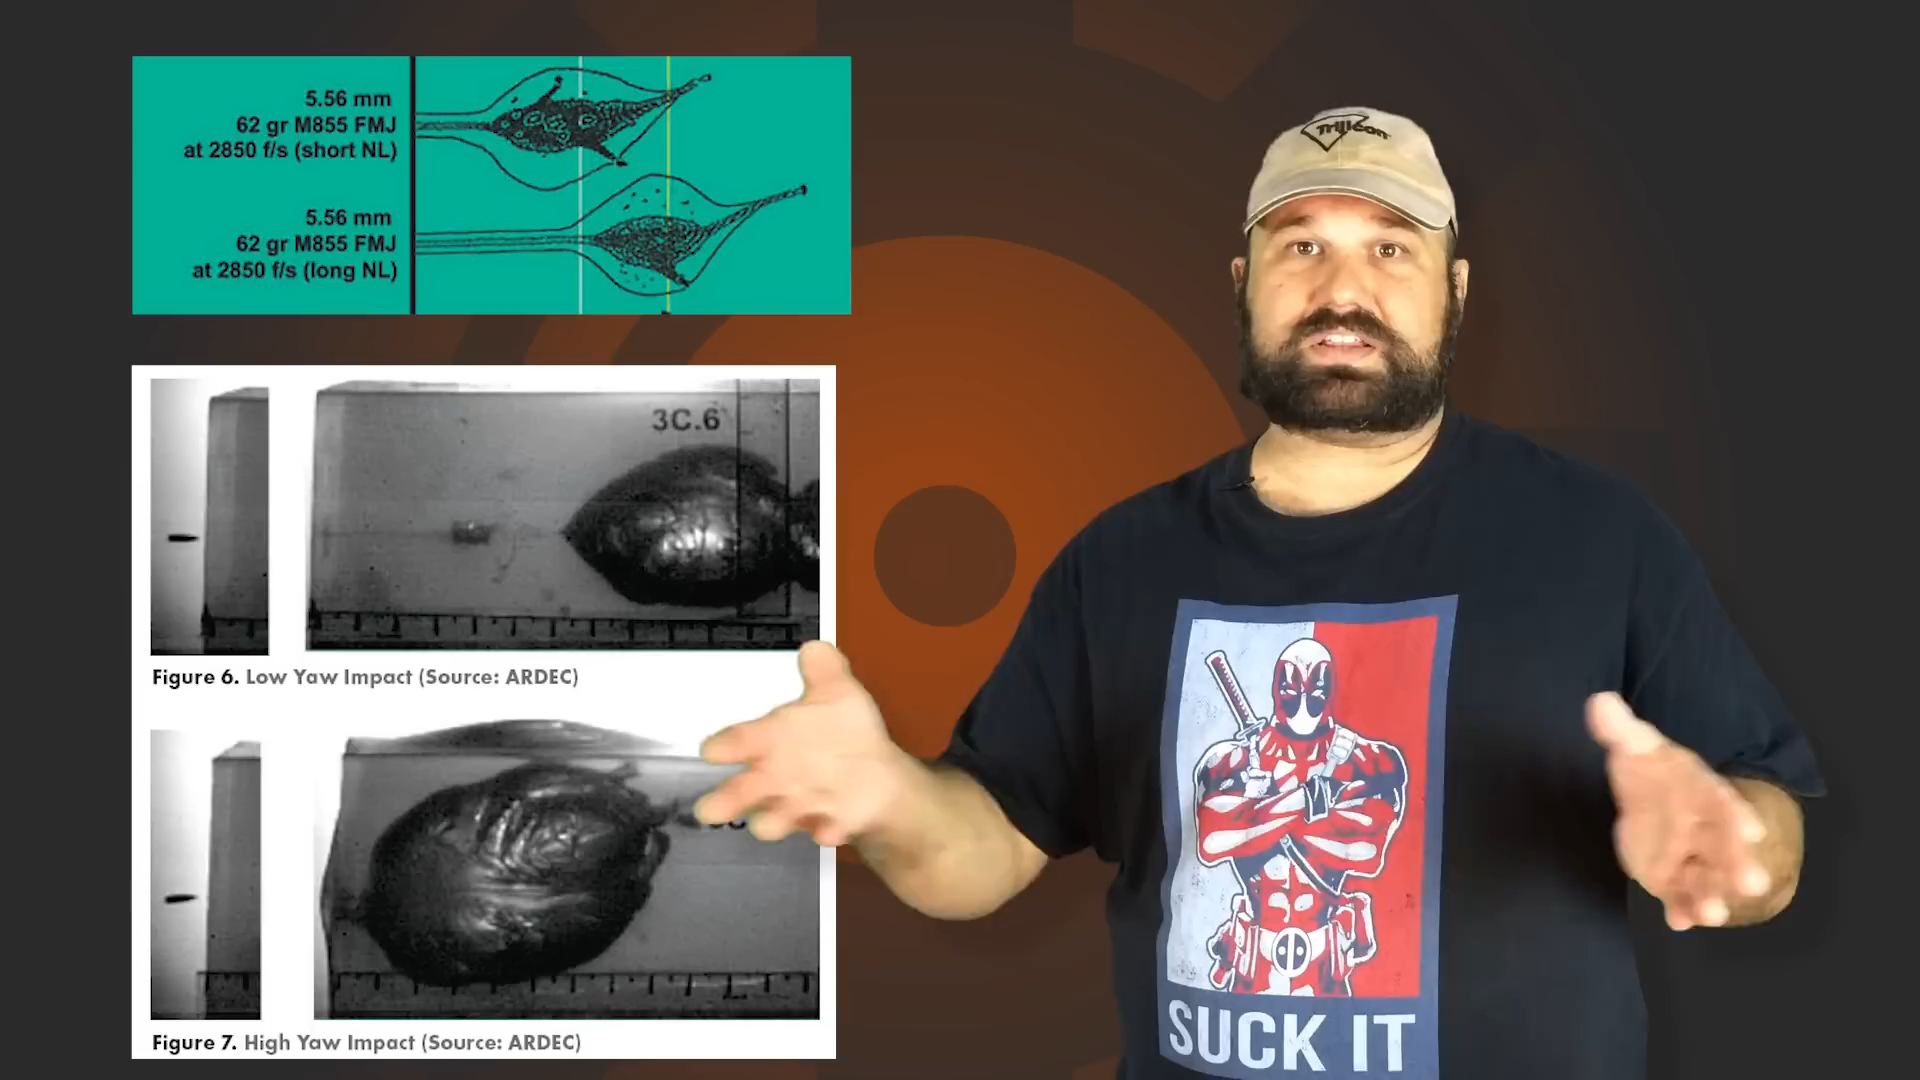 5.56 mm
62 gr M855 FMJ
at 2850 f/s (short NL)
5.56 mm
62 gr M855 FMJ
at 2850 f/s (long NL)
3C.6
Figure 6. Low Yaw Impact (Source: ARDEC)
Figure 7. High Yaw Impact (Source: ARDEC)
Trijicon
SUCK IT